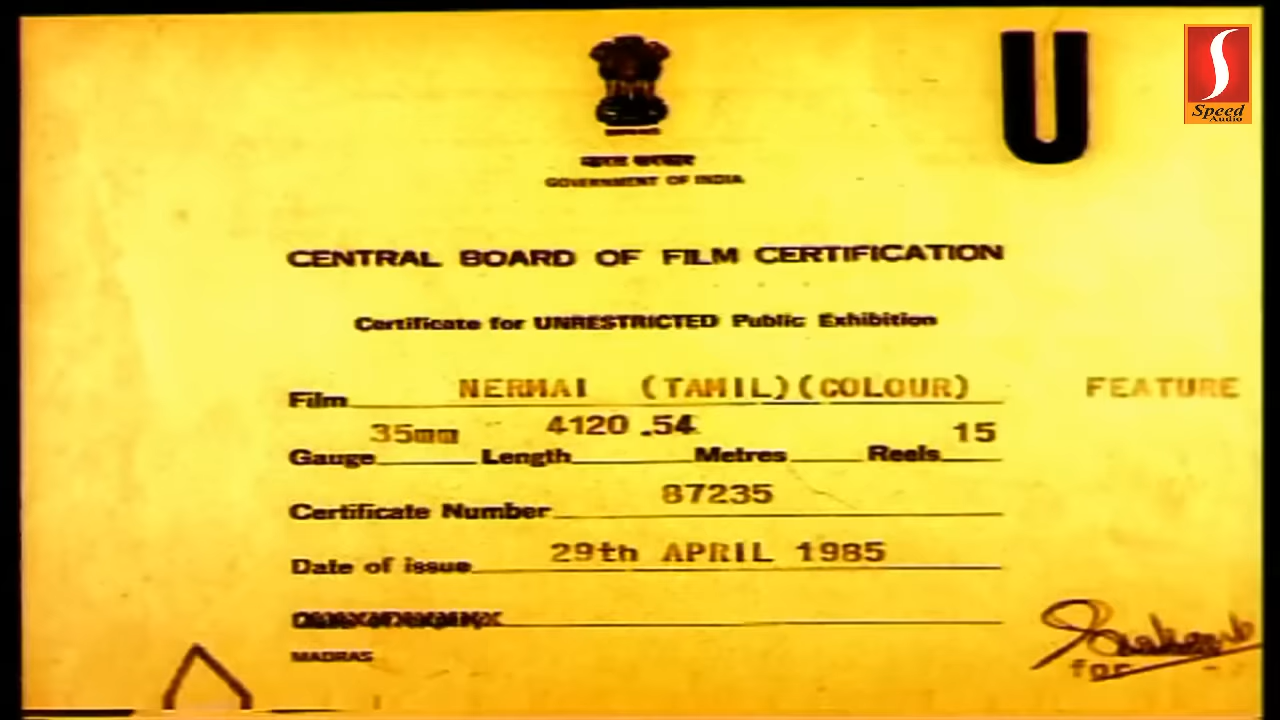 U
Speed
Audio
भारत सरकार
GOVERNMENT OF INDIA
CENTRAL BOARD OF FILM CERTIFICATION
Certificate for UNRESTRICTED Public Exhibition
Film NERMAI (TAMIL)(COLOUR) FEATURE
35mm 4120.54 15
Gauge Length Metres Reels
Certificate Number 87235
Date of issue 29th APRIL 1985
MADRAS
for